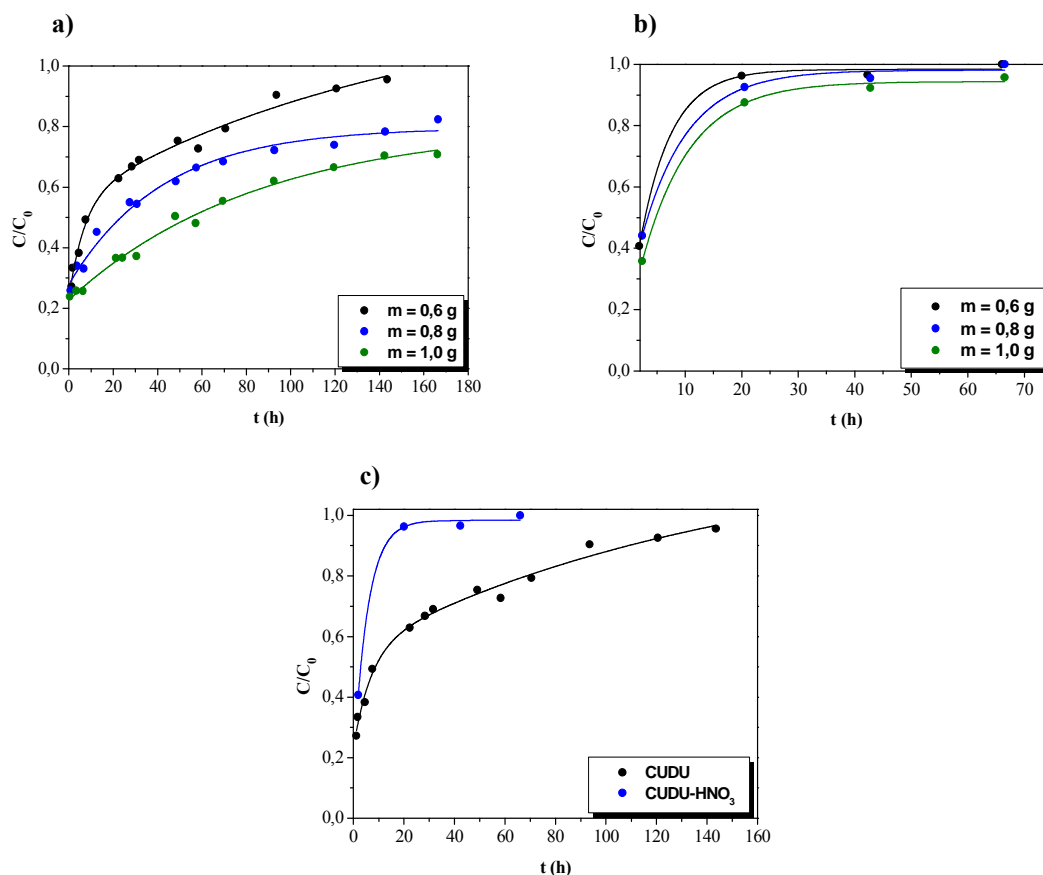 a)
1,0
0,8
0,6
0,4
0,2
0,0
C/C0
0 20 40 60 80 100 120 140 160 180
t (h)
m = 0,6 g
m = 0,8 g
m = 1,0 g
b)
1,0
0,8
0,6
0,4
0,2
0,0
C/C0
10 20 30 40 50 60 70
t (h)
m = 0,6 g
m = 0,8 g
m = 1,0 g
c)
1,0
0,8
0,6
0,4
0,2
0,0
C/C0
0 20 40 60 80 100 120 140 160
t (h)
CUDU
CUDU-HNO3